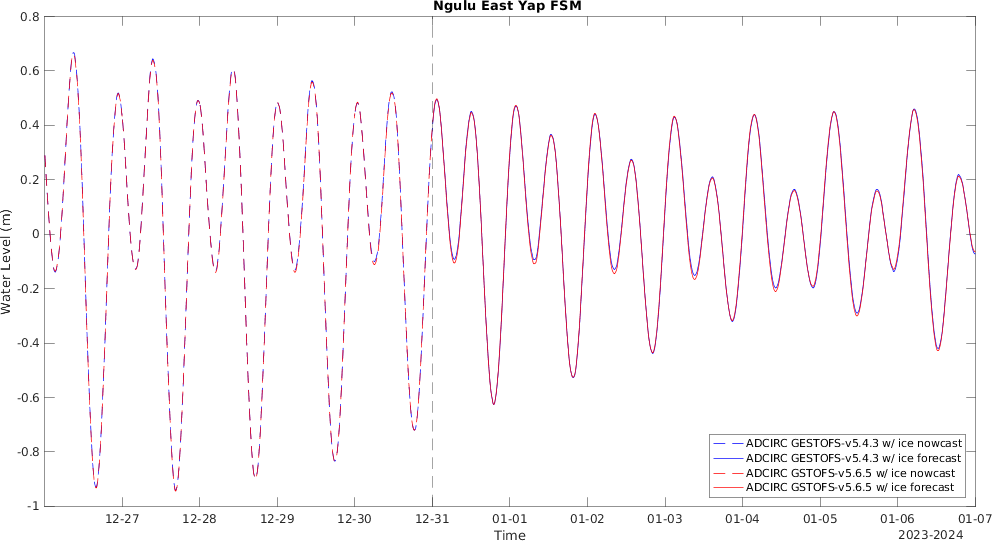 Ngulu East Yap FSM
0.8
0.6
0.4
0.2
0
-0.2
-0.4
-0.6
-0.8
-1
Water Level (m)
12-27 12-28 12-29 12-30 12-31 01-01 01-02 01-03 01-04 01-05 01-06 01-07
Time
2023-2024
ADCIRC GESTOFS-v5.4.3 w/ ice nowcast
ADCIRC GESTOFS-v5.4.3 w/ ice forecast
ADCIRC GSTOFS-v5.6.5 w/ ice nowcast
ADCIRC GSTOFS-v5.6.5 w/ ice forecast